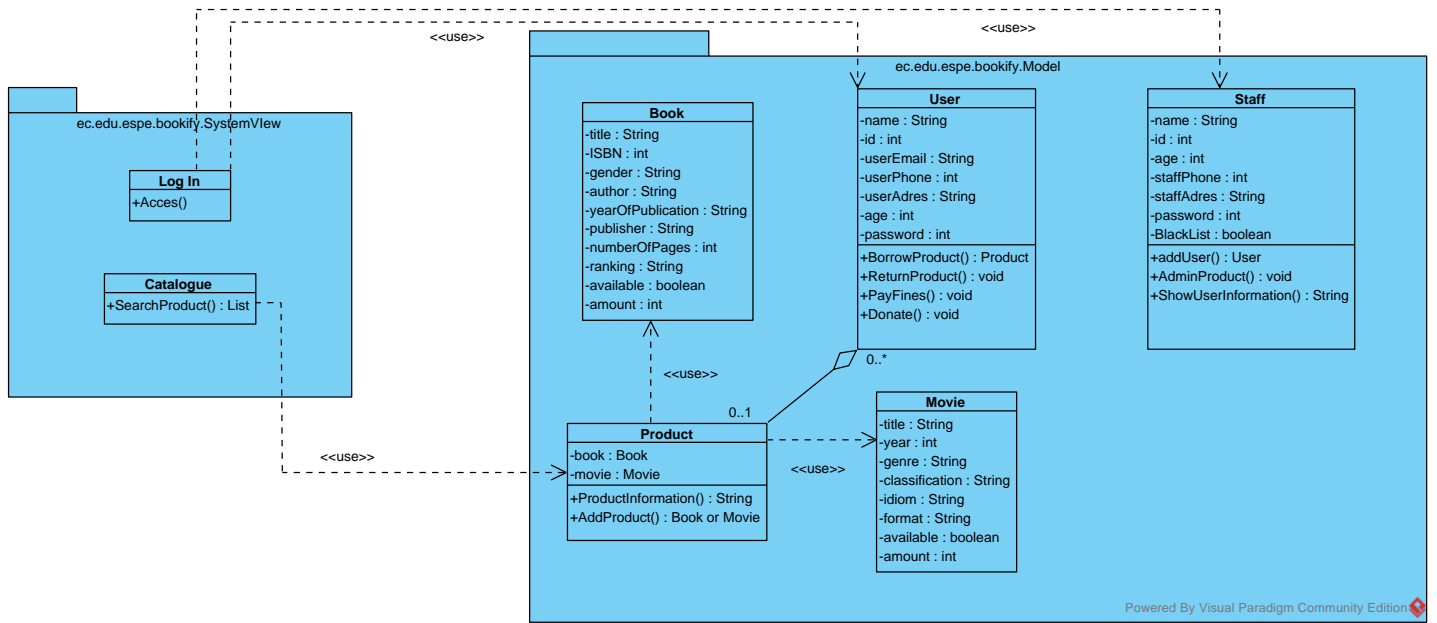 <<use>>
<<use>>
ec.edu.espe.bookify.SystemVIew
Log In
+Acces()
Catalogue
+SearchProduct() : List
<<use>>
ec.edu.espe.bookify.Model
Book
-title : String
-ISBN : int
-gender : String
-author : String
-yearOfPublication : String
-publisher : String
-numberOfPages : int
-ranking : String
-available : boolean
-amount : int
User
-name : String
-id : int
-userEmail : String
-userPhone : int
-userAdres : String
-age : int
-password : int
+BorrowProduct() : Product
+ReturnProduct() : void
+PayFines() : void
+Donate() : void
Staff
-name : String
-id : int
-age : int
-staffPhone : int
-staffAdres : String
-password : int
-BlackList : boolean
+addUser() : User
+AdminProduct() : void
+ShowUserInformation() : String
<<use>>
0..*
0..1
Product
-book : Book
-movie : Movie
+ProductInformation() : String
+AddProduct() : Book or Movie
<<use>>
Movie
-title : String
-year : int
-genre : String
-classification : String
-idiom : String
-format : String
-available : boolean
-amount : int
Powered By Visual Paradigm Community Edition